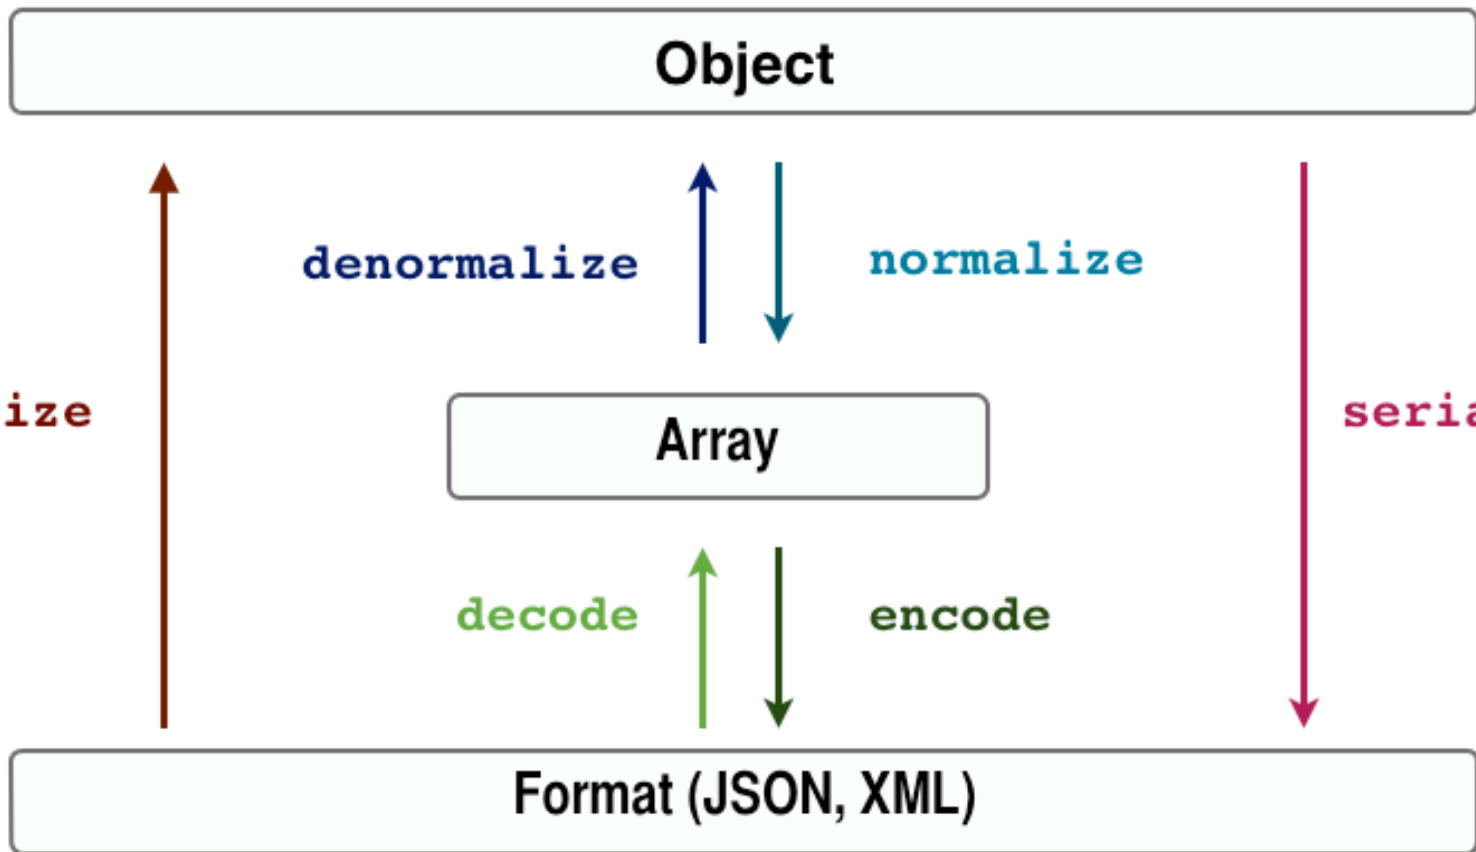 Object
denormalize
normalize
ize
Array
seria
decode
encode
Format (JSON, XML)